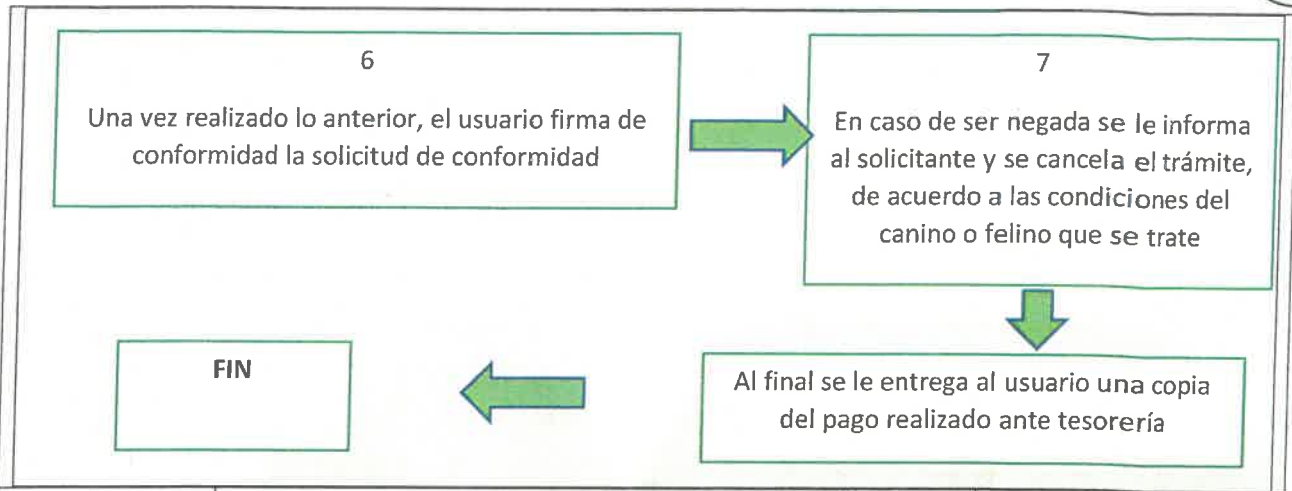 6
Una vez realizado lo anterior, el usuario firma de
conformidad la solicitud de conformidad
7
En caso de ser negada se le informa
al solicitante y se cancela el trámite,
de acuerdo a las condiciones del
canino o felino que se trate
Al final se le entrega al usuario una copia
del pago realizado ante tesorería
FIN